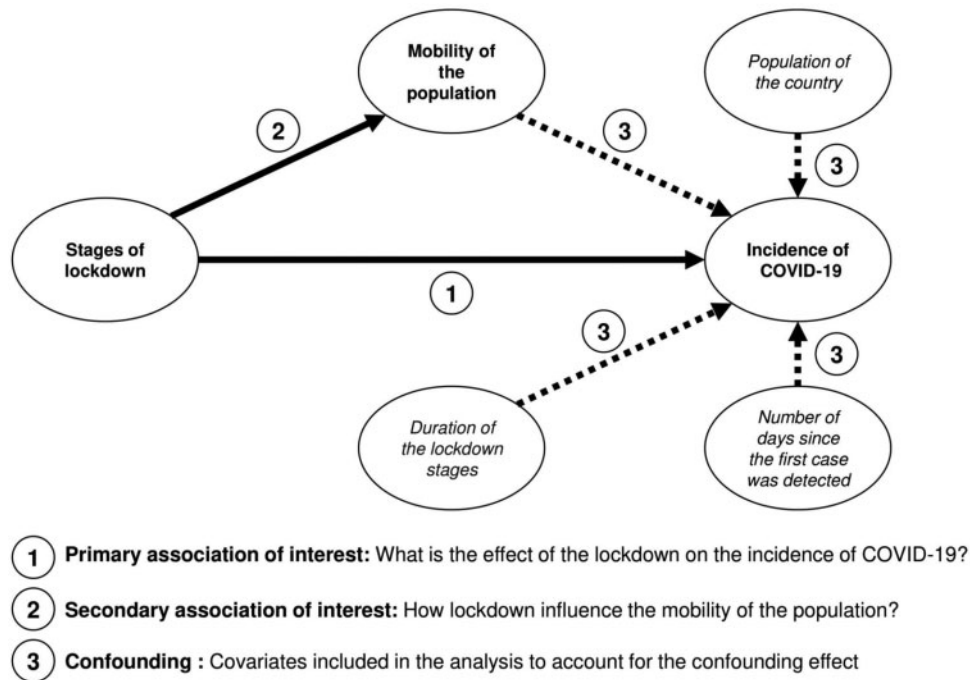 Mobility of
the
population
Population of
the country
2
3
3
Stages of
lockdown
Incidence of
COVID-19
1
3
3
Duration of
the lockdown
stages
Number of
days since
the first case
was detected
1 Primary association of interest: What is the effect of the lockdown on the incidence of COVID-19?
2 Secondary association of interest: How lockdown influence the mobility of the population?
3 Confounding : Covariates included in the analysis to account for the confounding effect